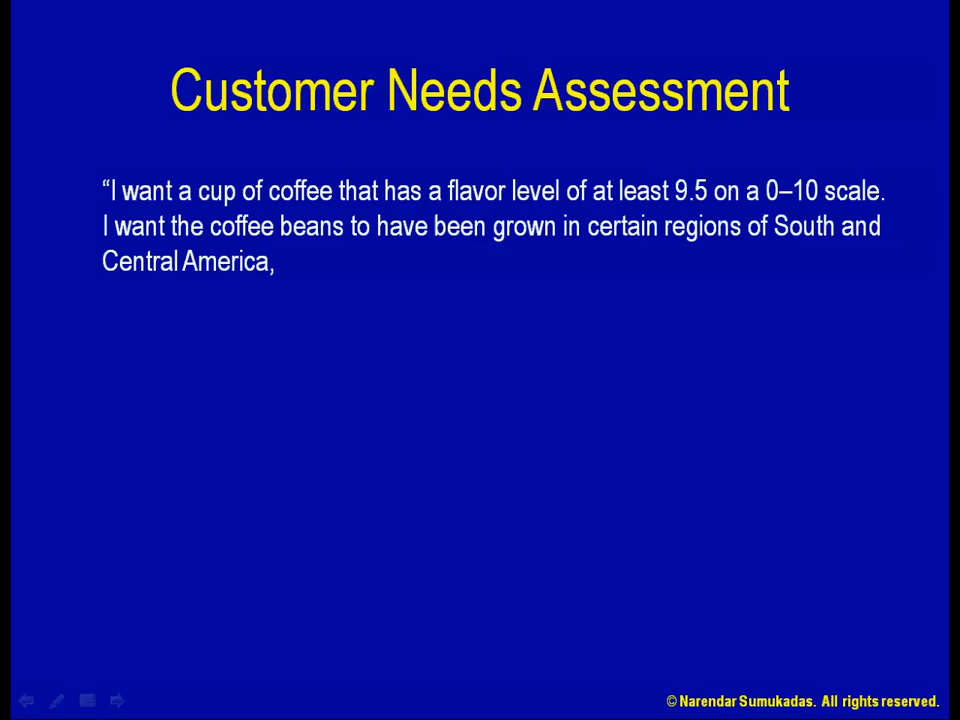 Customer Needs Assessment
“I want a cup of coffee that has a flavor level of at least 9.5 on a 0–10 scale.
I want the coffee beans to have been grown in certain regions of South and
Central America,
© Narendar Sumukadas. All rights reserved.